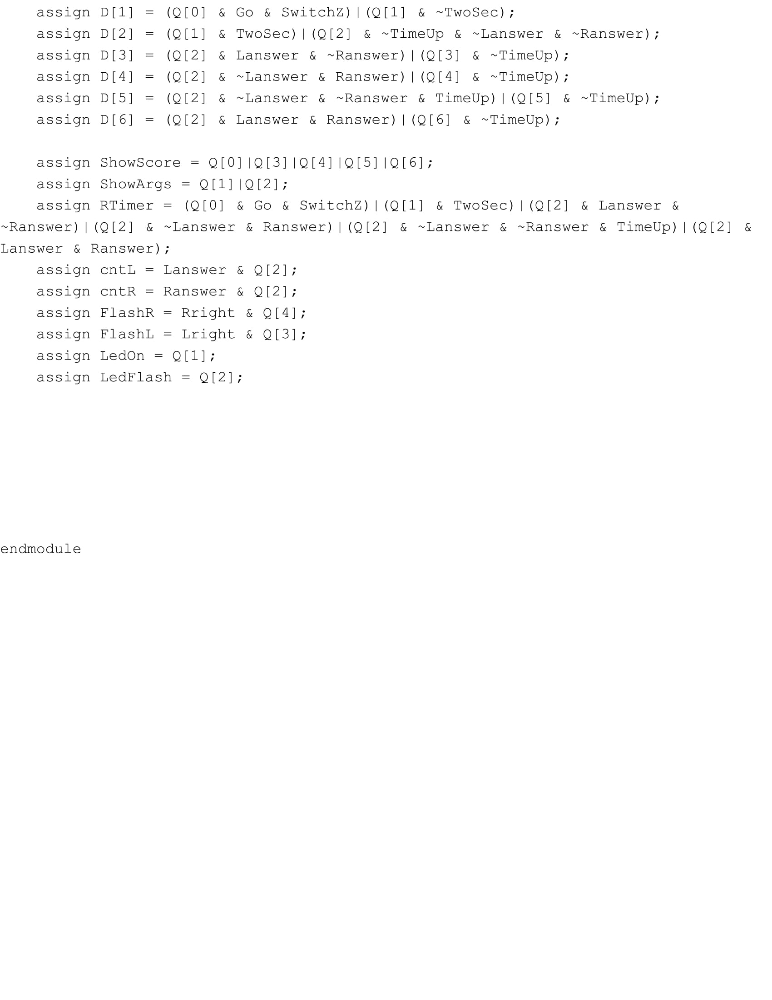 assign D[1] = (Q[0] & Go & SwitchZ)|(Q[1] & ~TwoSec);
    assign D[2] = (Q[1] & TwoSec)|(Q[2] & ~TimeUp & ~Lanswer & ~Ranswer);
    assign D[3] = (Q[2] & Lanswer & ~Ranswer)|(Q[3] & ~TimeUp);
    assign D[4] = (Q[2] & ~Lanswer & Ranswer)|(Q[4] & ~TimeUp);
    assign D[5] = (Q[2] & ~Lanswer & ~Ranswer & TimeUp)|(Q[5] & ~TimeUp);
    assign D[6] = (Q[2] & Lanswer & Ranswer)|(Q[6] & ~TimeUp);

    assign ShowScore = Q[0]|Q[3]|Q[4]|Q[5]|Q[6];
    assign ShowArgs = Q[1]|Q[2];
    assign RTimer = (Q[0] & Go & SwitchZ)|(Q[1] & TwoSec)|(Q[2] & Lanswer &
~Ranswer)|(Q[2] & ~Lanswer & Ranswer)|(Q[2] & ~Lanswer & ~Ranswer & TimeUp)|(Q[2] &
Lanswer & Ranswer);
    assign cntL = Lanswer & Q[2];
    assign cntR = Ranswer & Q[2];
    assign FlashR = Rright & Q[4];
    assign FlashL = Lright & Q[3];
    assign LedOn = Q[1];
    assign LedFlash = Q[2];

endmodule